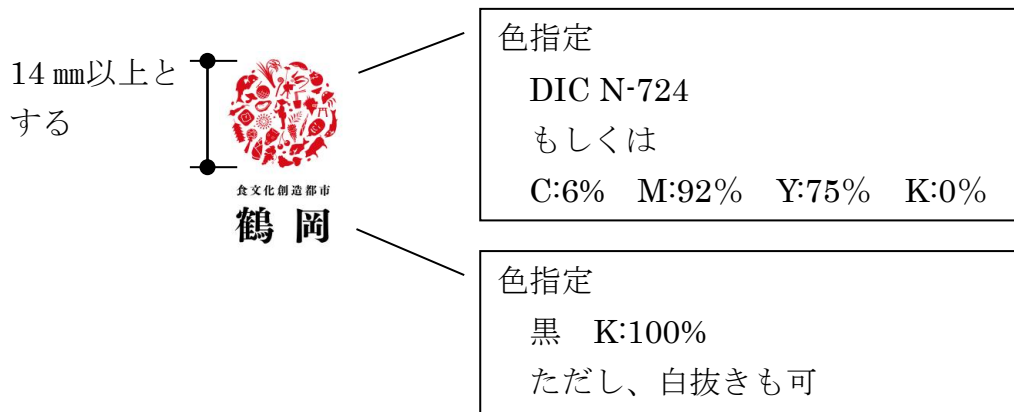 14 ㎜以上と
する
食文化創造都市
鶴岡
色指定
DIC N-724
もしくは
C:6%　M:92%　Y:75%　K:0%
色指定
黒　K:100%
ただし、白抜きも可